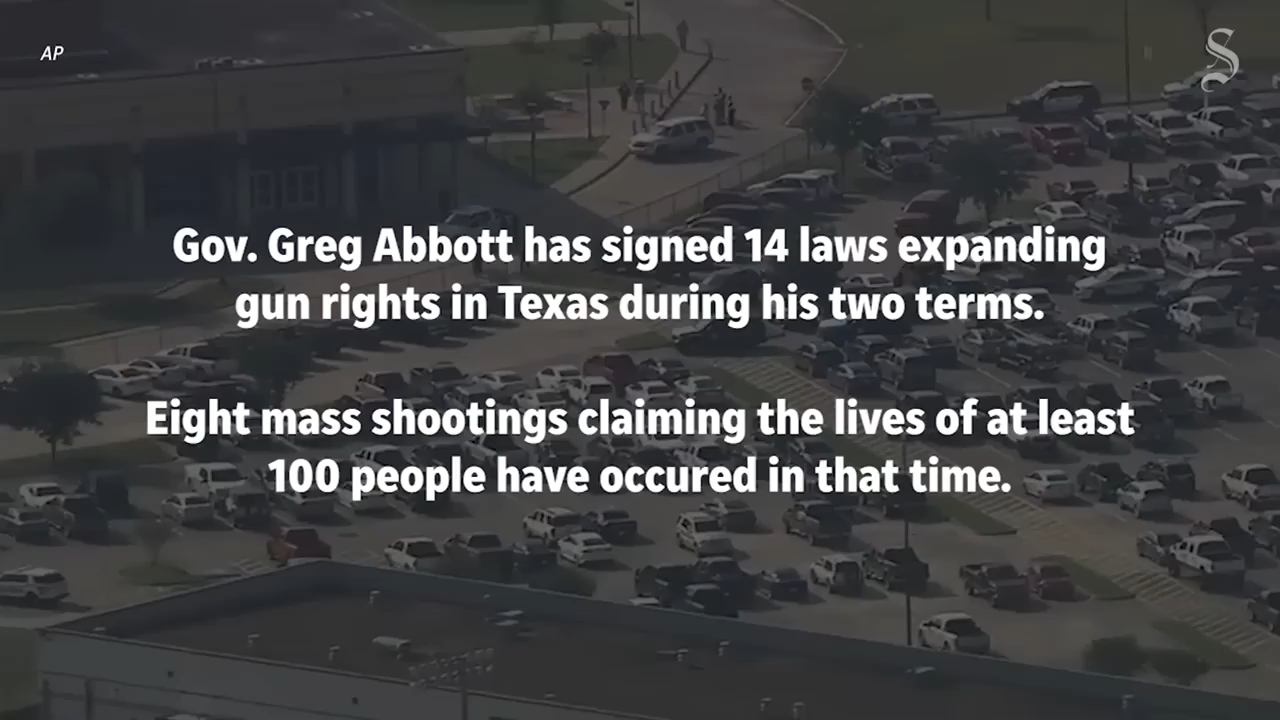 AP
S
Gov. Greg Abbott has signed 14 laws expanding
gun rights in Texas during his two terms.
Eight mass shootings claiming the lives of at least
100 people have occured in that time.